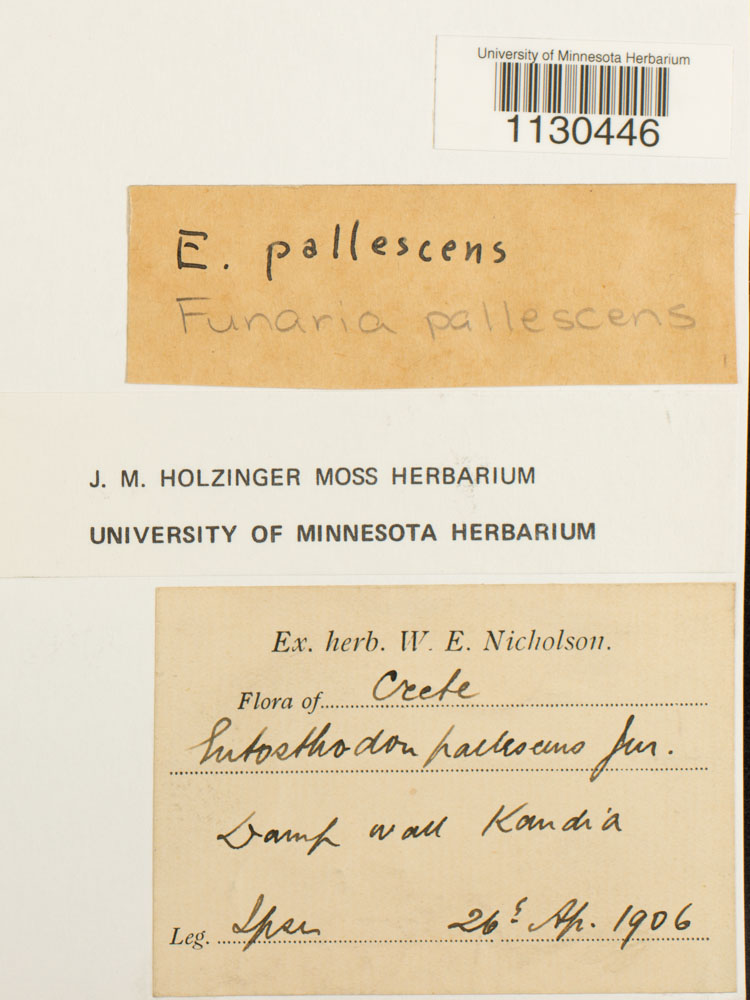 University of Minnesota Herbarium
1130446
E. pallescens
Funaria pallescens
J. M. HOLZINGER MOSS HERBARIUM
UNIVERSITY OF MINNESOTA HERBARIUM
Ex. herb. W. E. Nicholson.
Flora of Crete
Entosthodon pallescens Jur.
Damp wall Kandia
Leg. Ipse 26 Ap. 1906